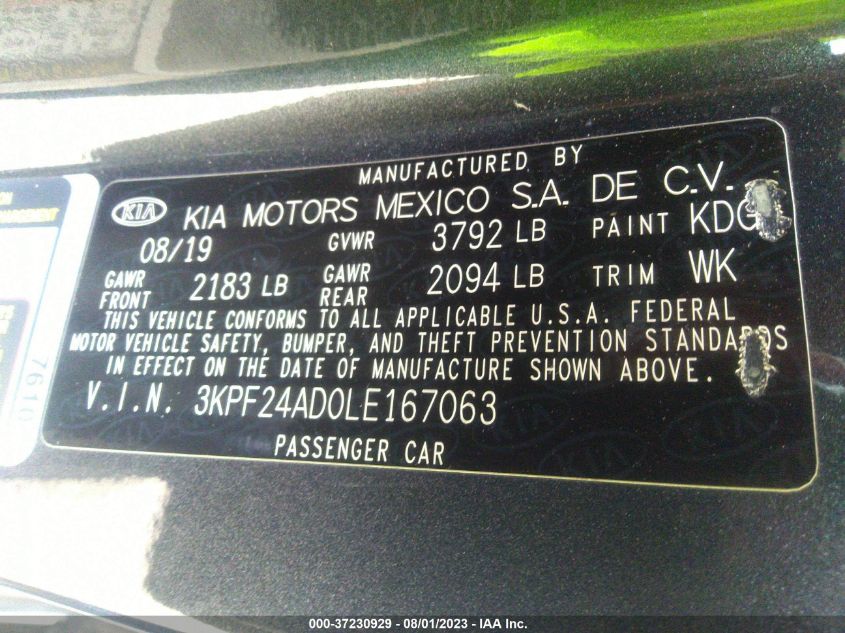 MANUFACTURED BY
KIA KIA MOTORS MEXICO S.A. DE C.V.
08/19 GVWR 3792 LB PAINT KDG
GAWR FRONT 2183 LB GAWR REAR 2094 LB TRIM WK
THIS VEHICLE CONFORMS TO ALL APPLICABLE U.S.A. FEDERAL
MOTOR VEHICLE SAFETY, BUMPER, AND THEFT PREVENTION STANDARDS
IN EFFECT ON THE DATE OF MANUFACTURE SHOWN ABOVE.
V.I.N. 3KPF24AD0LE167063
PASSENGER CAR
7610
000-37230929 - 08/01/2023 - IAA Inc.